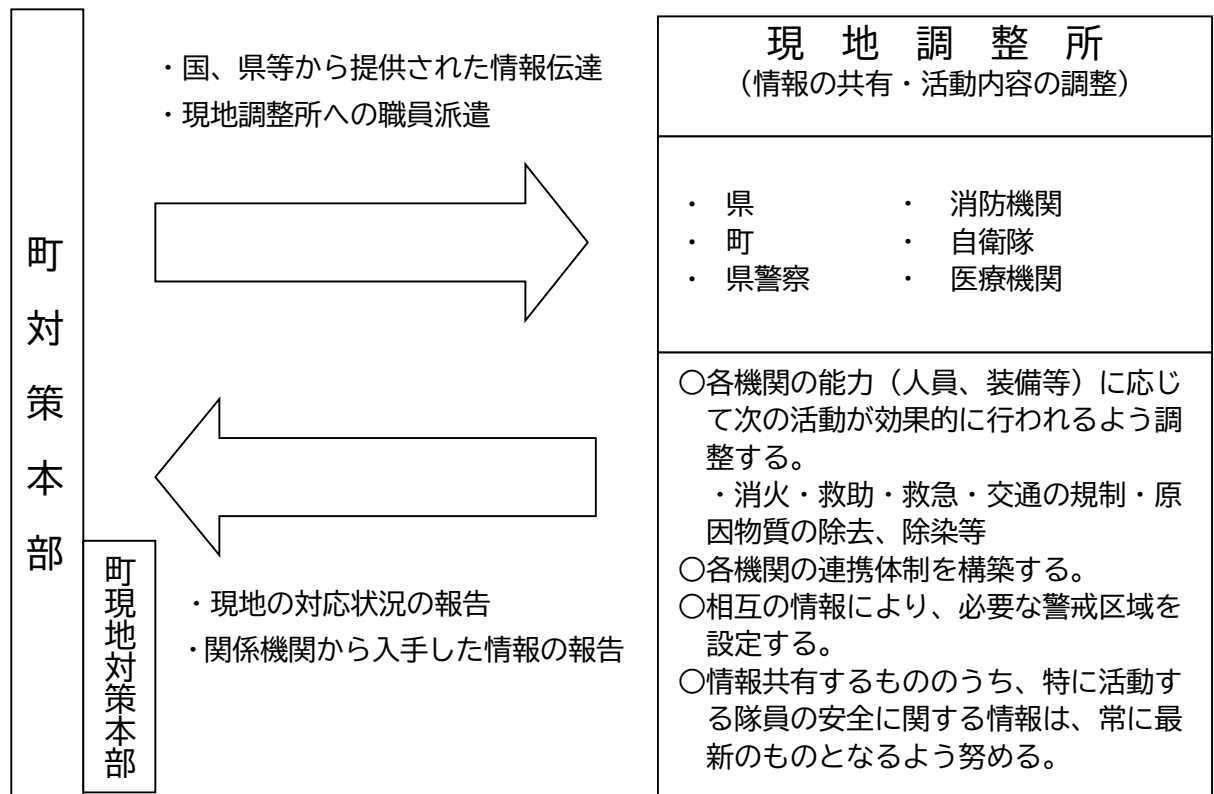 町対策本部
町現地対策本部
・国、県等から提供された情報伝達
・現地調整所への職員派遣
・現地の対応状況の報告
・関係機関から入手した情報の報告
現地調整所
（情報の共有・活動内容の調整）
・ 県 ・ 消防機関
・ 町 ・ 自衛隊
・ 県警察 ・ 医療機関
○各機関の能力（人員、装備等）に応じ
て次の活動が効果的に行われるよう調
整する。
・消火・救助・救急・交通の規制・原
因物質の除去、除染等
○各機関の連携体制を構築する。
○相互の情報により、必要な警戒区域を
設定する。
○情報共有するもののうち、特に活動す
る隊員の安全に関する情報は、常に最
新のものとなるよう努める。